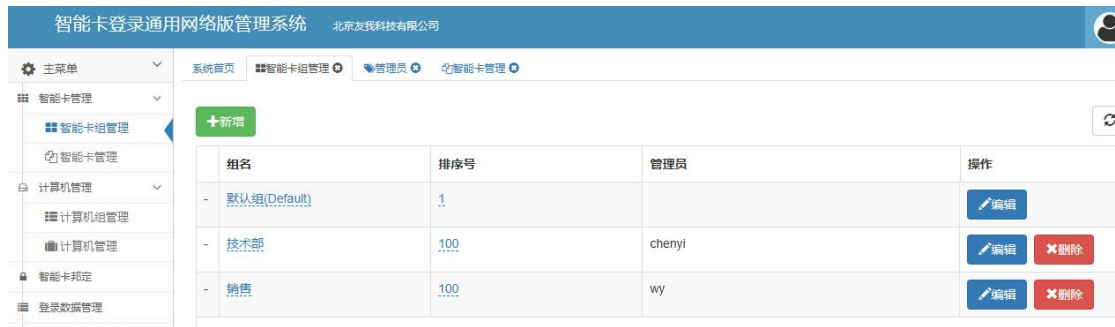 智能卡登录通用网络版管理系统 北京友我科技有限公司
主菜单
系统首页 智能卡组管理 管理员 智能卡管理
智能卡管理
智能卡组管理
智能卡管理
计算机管理
计算机组管理
计算机管理
智能卡邦定
登录数据管理
新增
组名 排序号 管理员 操作
- 默认组(Default) 1 编辑
- 技术部 100 chenyi 编辑 删除
- 销售 100 wy 编辑 删除